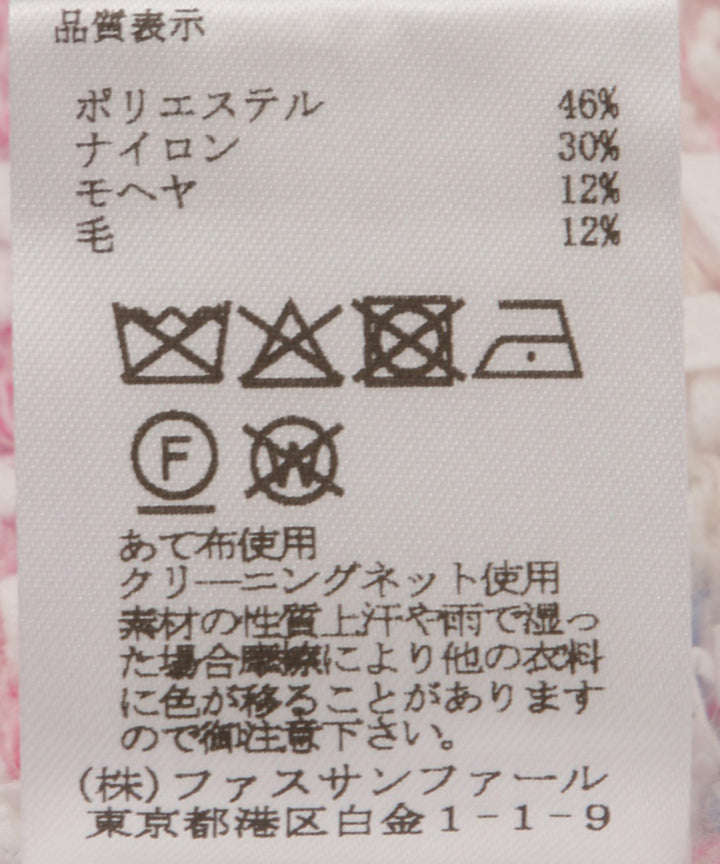 品質表示
ポリエステル 46%
ナイロン 30%
モヘヤ 12%
毛 12%
F W
あて布使用
クリーニングネット使用
素材の性質上汗や雨で湿っ
た場合摩擦により他の衣料
に色が移ることがあります
ので御注意下さい。
(株)ファスサンファール
東京都港区白金1-1-9